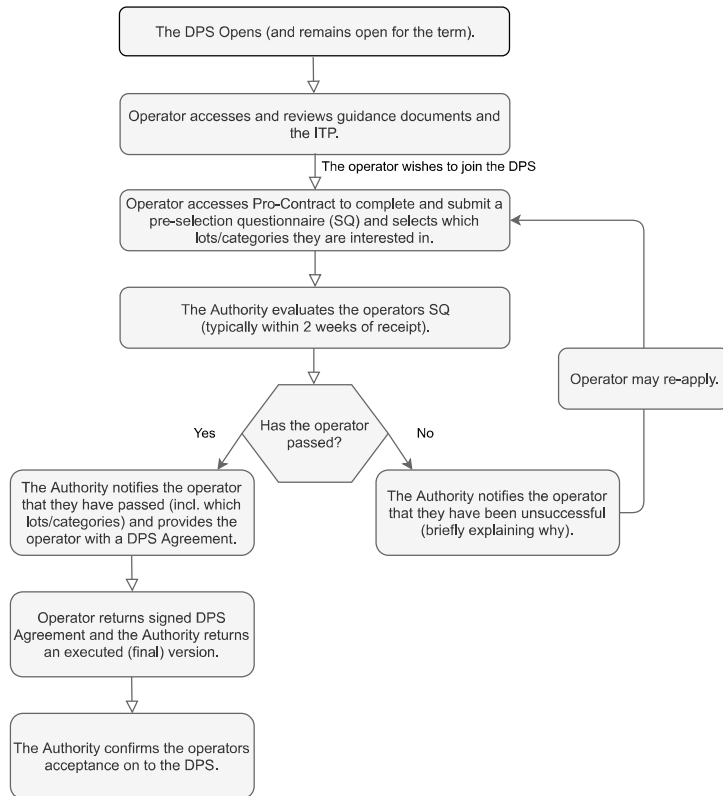 The DPS Opens (and remains open for the term).
Operator accesses and reviews guidance documents and
the ITP.
The operator wishes to join the DPS
Operator accesses Pro-Contract to complete and submit a
pre-selection questionnaire (SQ) and selects which
lots/categories they are interested in.
The Authority evaluates the operators SQ
(typically within 2 weeks of receipt).
Operator may re-apply.
Has the operator
passed?
Yes
No
The Authority notifies the operator
that they have passed (incl. which
lots/categories) and provides the
operator with a DPS Agreement.
The Authority notifies the operator
that they have been unsuccessful
(briefly explaining why).
Operator returns signed DPS
Agreement and the Authority returns
an executed (final) version.
The Authority confirms the operators
acceptance on to the DPS.